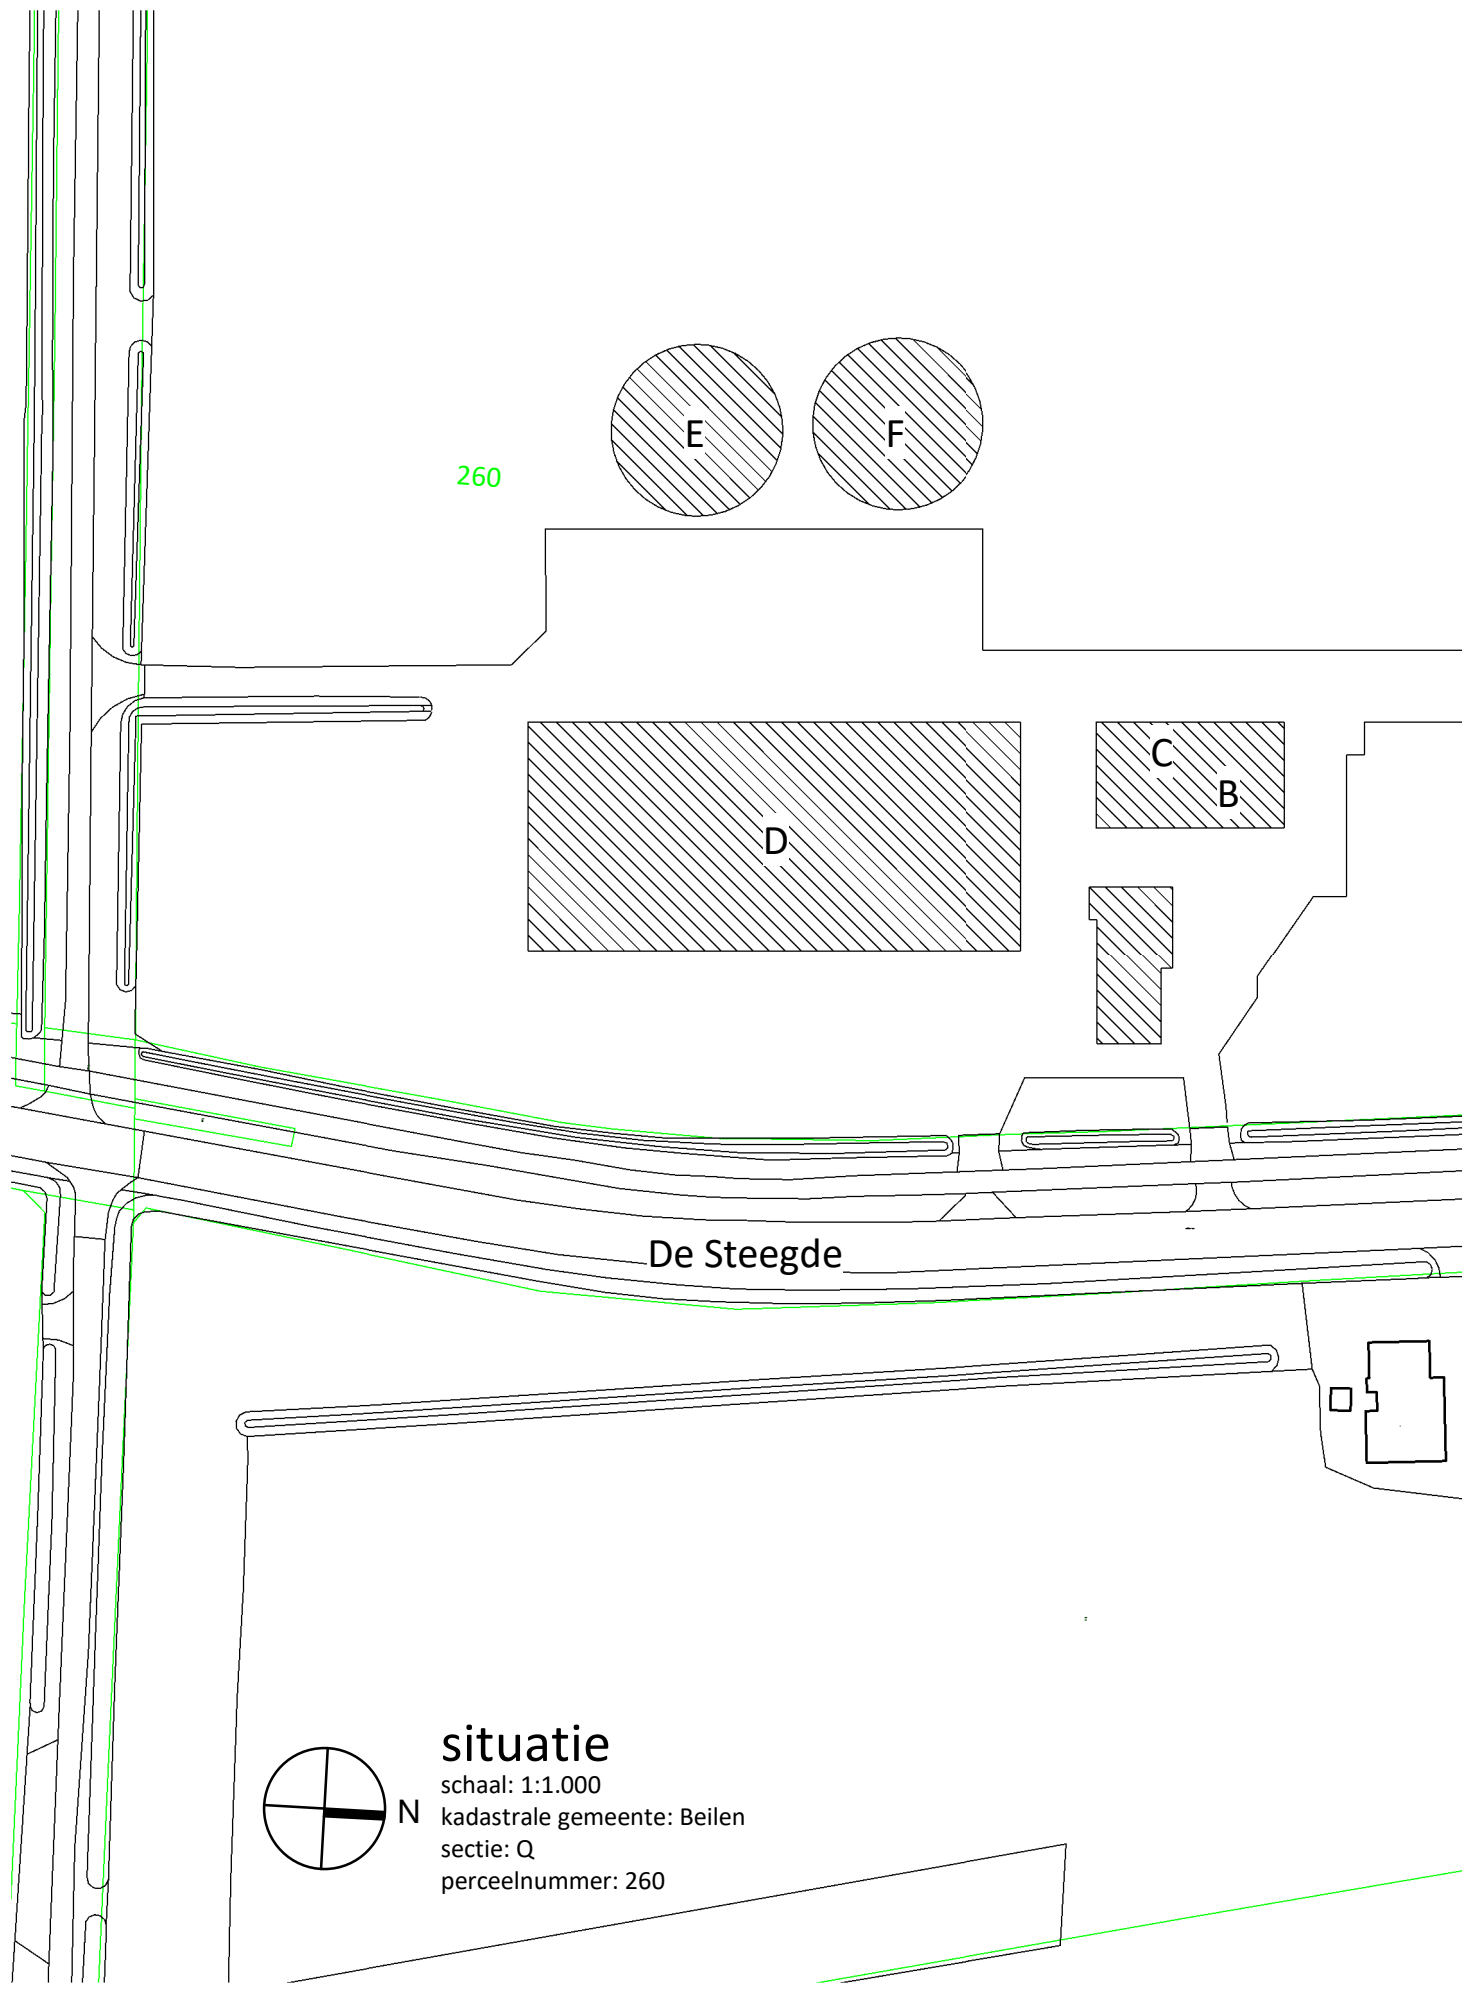 E
F
260
C
B
D
De Steegde
situatie
schaal: 1:1.000
N
kadastrale gemeente: Beilen
sectie: Q
perceelnummer: 260